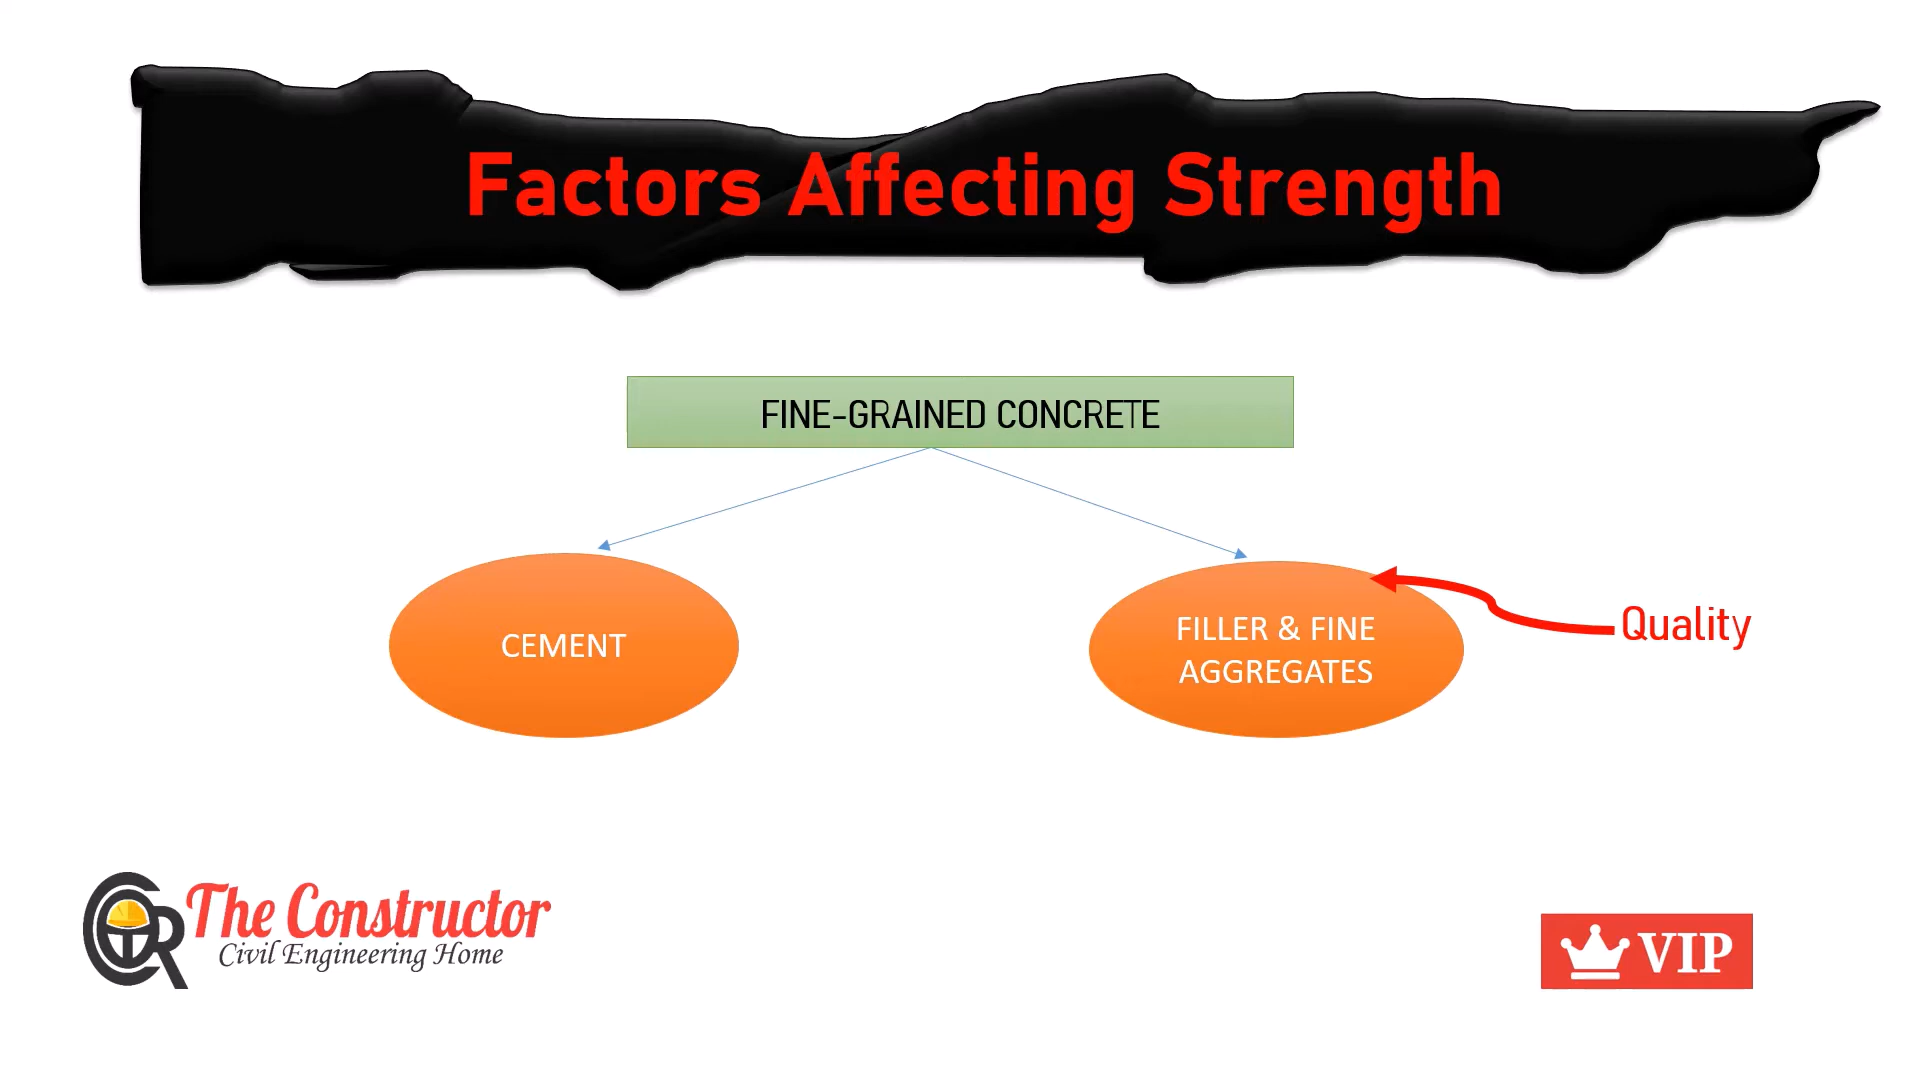 Factors Affecting Strength
FINE-GRAINED CONCRETE
CEMENT
FILLER & FINE
AGGREGATES
Quality
The Constructor
Civil Engineering Home
VIP